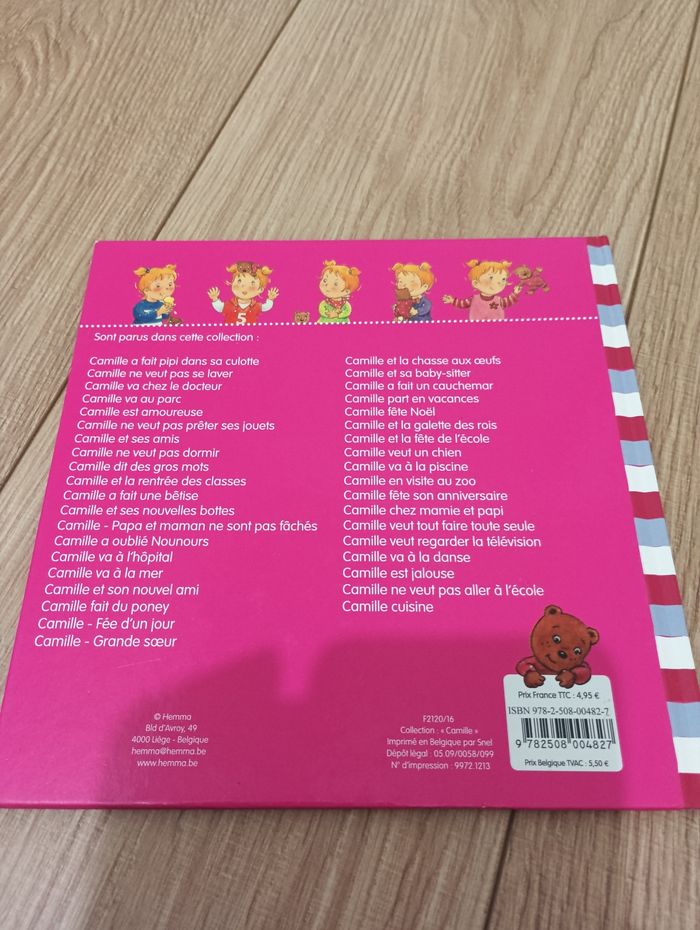 5
Sont parus dans cette collection :
Camille a fait pipi dans sa culotte
Camille ne veut pas se laver
Camille va chez le docteur
Camille va au parc
Camille est amoureuse
Camille ne veut pas prêter ses jouets
Camille et ses amis
Camille ne veut pas dormir
Camille dit des gros mots
Camille et la rentrée des classes
Camille a fait une bêtise
Camille et ses nouvelles bottes
Camille - Papa et maman ne sont pas fâchés
Camille a oublié Nounours
Camille va à l'hôpital
Camille va à la mer
Camille et son nouvel ami
Camille fait du poney
Camille - Fée d'un jour
Camille - Grande sœur
Camille et la chasse aux œufs
Camille et sa baby-sitter
Camille a fait un cauchemar
Camille part en vacances
Camille fête Noël
Camille et la galette des rois
Camille et la fête de l'école
Camille veut un chien
Camille va à la piscine
Camille en visite au zoo
Camille fête son anniversaire
Camille chez mamie et papi
Camille veut tout faire toute seule
Camille veut regarder la télévision
Camille va à la danse
Camille est jalouse
Camille ne veut pas aller à l'école
Camille cuisine
© Hemma
Bld d'Avroy, 49
4000 Liège - Belgique
hemma@hemma.be
www.hemma.be
F2120/16
Collection : « Camille »
Imprimé en Belgique par Snel
Dépôt légal : 05.09/0058/099
N° d'impression : 9972.1213
Prix France TTC : 4,95 €
ISBN 978-2-508-00482-7
9 782508 004827
Prix Belgique TVAC : 5,50 €